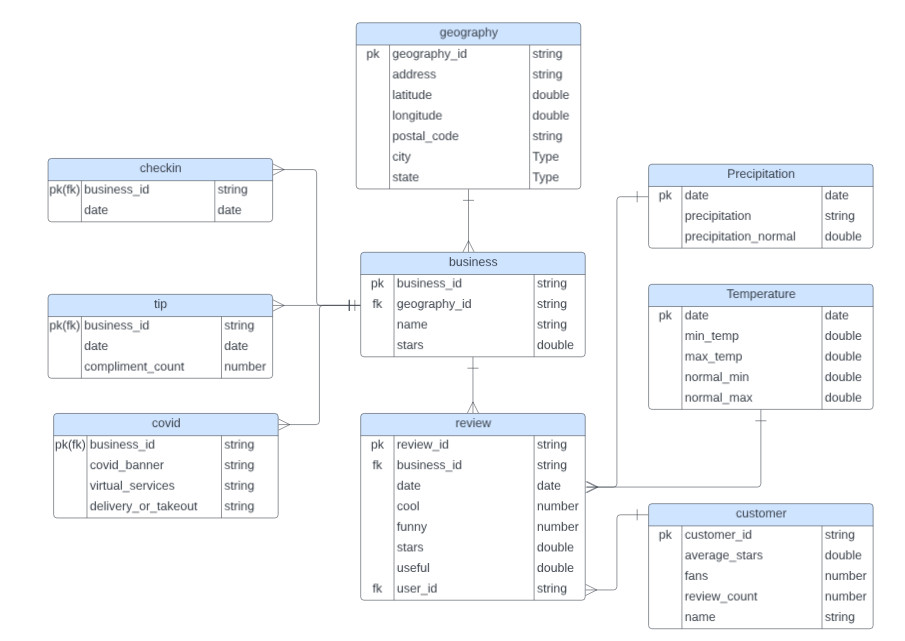 geography
pk geography_id string
address string
latitude double
longitude double
postal_code string
city Type
state Type
checkin
pk(fk) business_id string
date date
Precipitation
pk date date
precipitation string
precipitation_normal double
business
pk business_id string
fk geography_id string
name string
stars double
tip
pk(fk) business_id string
date date
compliment_count number
Temperature
pk date date
min_temp double
max_temp double
normal_min double
normal_max double
covid
pk(fk) business_id string
covid_banner string
virtual_services string
delivery_or_takeout string
review
pk review_id string
fk business_id string
date date
cool number
funny number
stars double
useful double
fk user_id string
customer
pk customer_id string
average_stars double
fans number
review_count number
name string